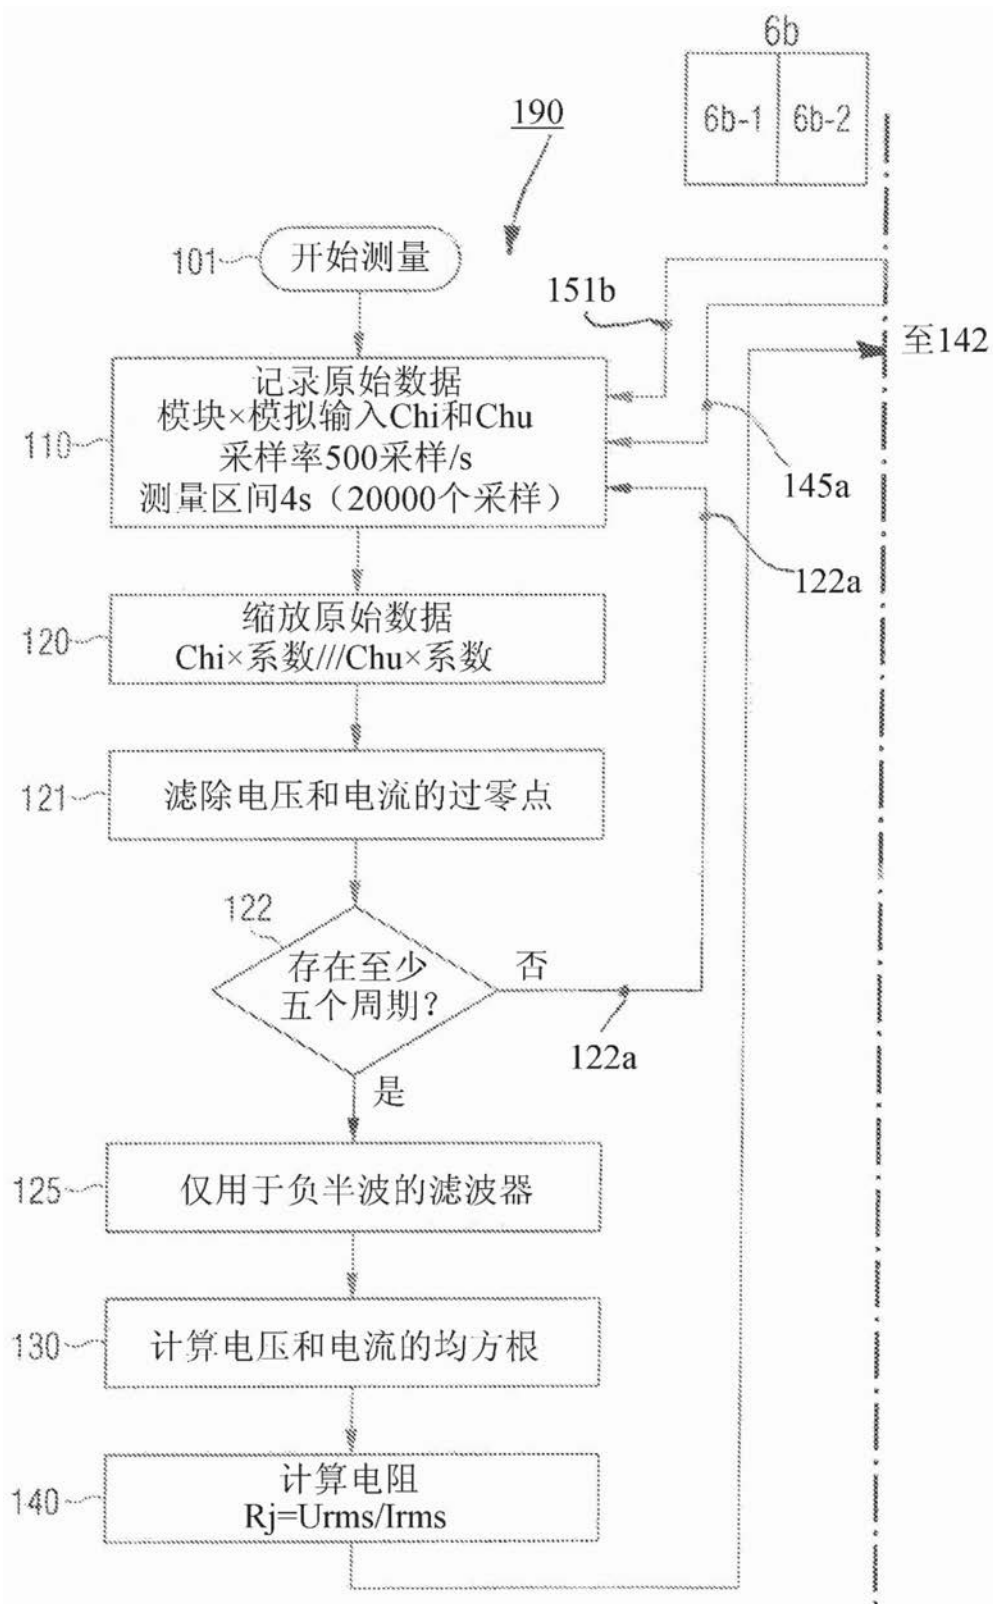 6b
6b-1 6b-2
190
101 开始测量
151b
至142
110
记录原始数据
模块×模拟输入Chi和Chu
采样率500采样/s
测量区间4s（20000个采样）
145a
122a
120
缩放原始数据
Chi×系数///Chu×系数
121 滤除电压和电流的过零点
122
存在至少
五个周期？
否
122a
是
125 仅用于负半波的滤波器
130 计算电压和电流的均方根
140
计算电阻
Rj=Urms/Irms